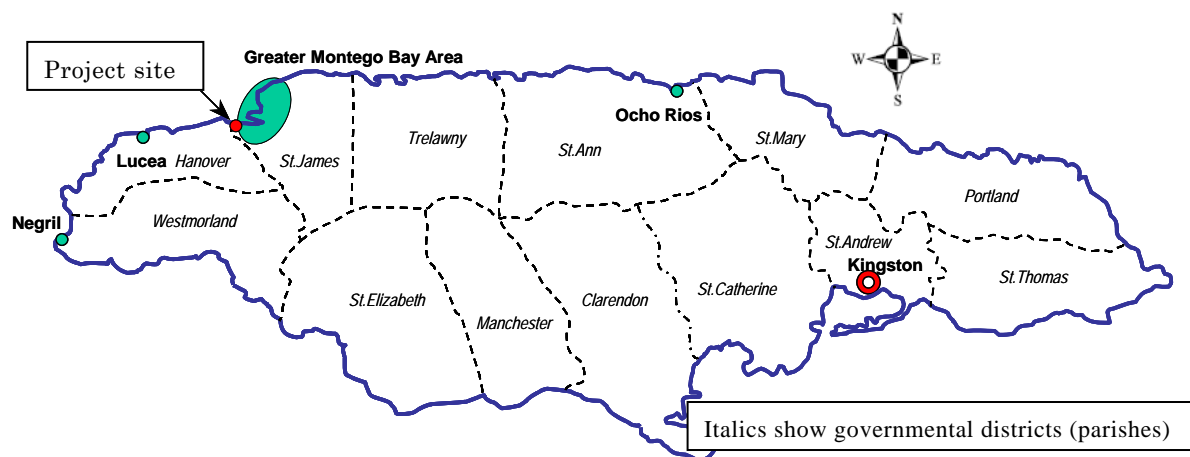 N
Greater Montego Bay Area
Project site
W
E
S
Ocho Rios
Trelawny
St.Ann
St.Mary
Lucea
Hanover
St.James
Portland
Negril
Westmorland
St.Andrew
Kingston
St.Thomas
St.Elizabeth
Clarendon
St.Catherine
Manchester
Italics show governmental districts (parishes)